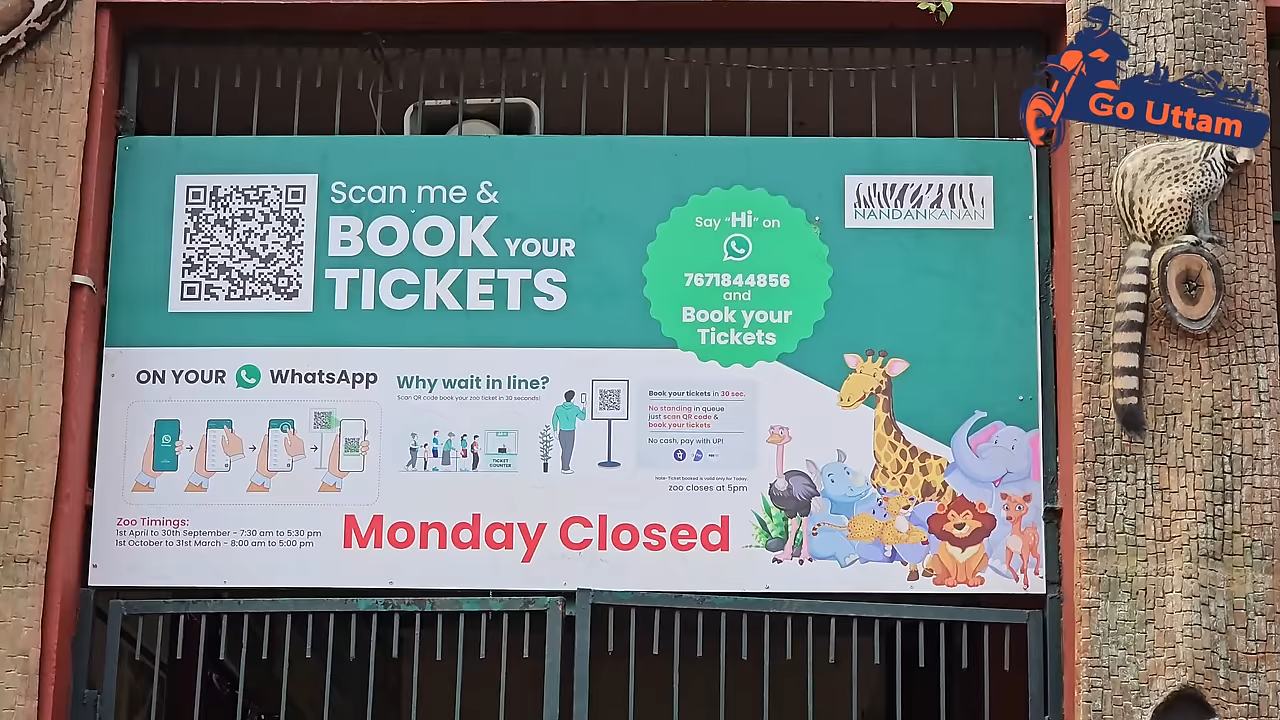 Go Uttam
Scan me &
BOOK YOUR
TICKETS
Say "Hi" on
7671844856
and
Book your
Tickets
NANDANKANAN
ON YOUR WhatsApp
Why wait in line?
Scan QR code book your zoo ticket in 30 seconds!
TICKET
COUNTER
Book your tickets in 30 sec.
No standing in queue
just scan QR code &
book your tickets
No cash, pay with UPI!
Note-Ticket booked is valid only for Today.
zoo closes at 5pm
Zoo Timings:
1st April to 30th September - 7:30 am to 5:30 pm
1st October to 31st March - 8:00 am to 5:00 pm
Monday Closed